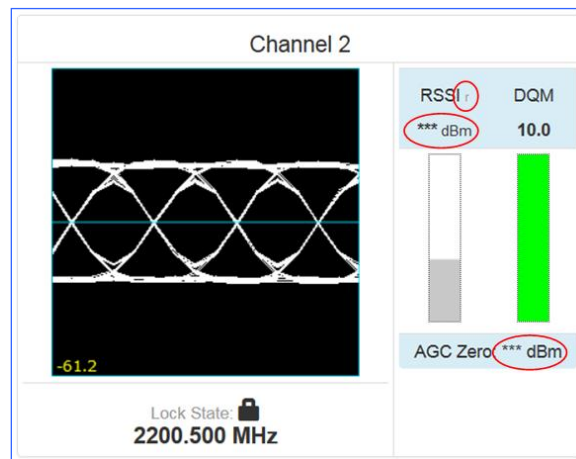 Channel 2
RSSI r DQM
*** dBm 10.0
-61.2
AGC Zero *** dBm
Lock State:
2200.500 MHz